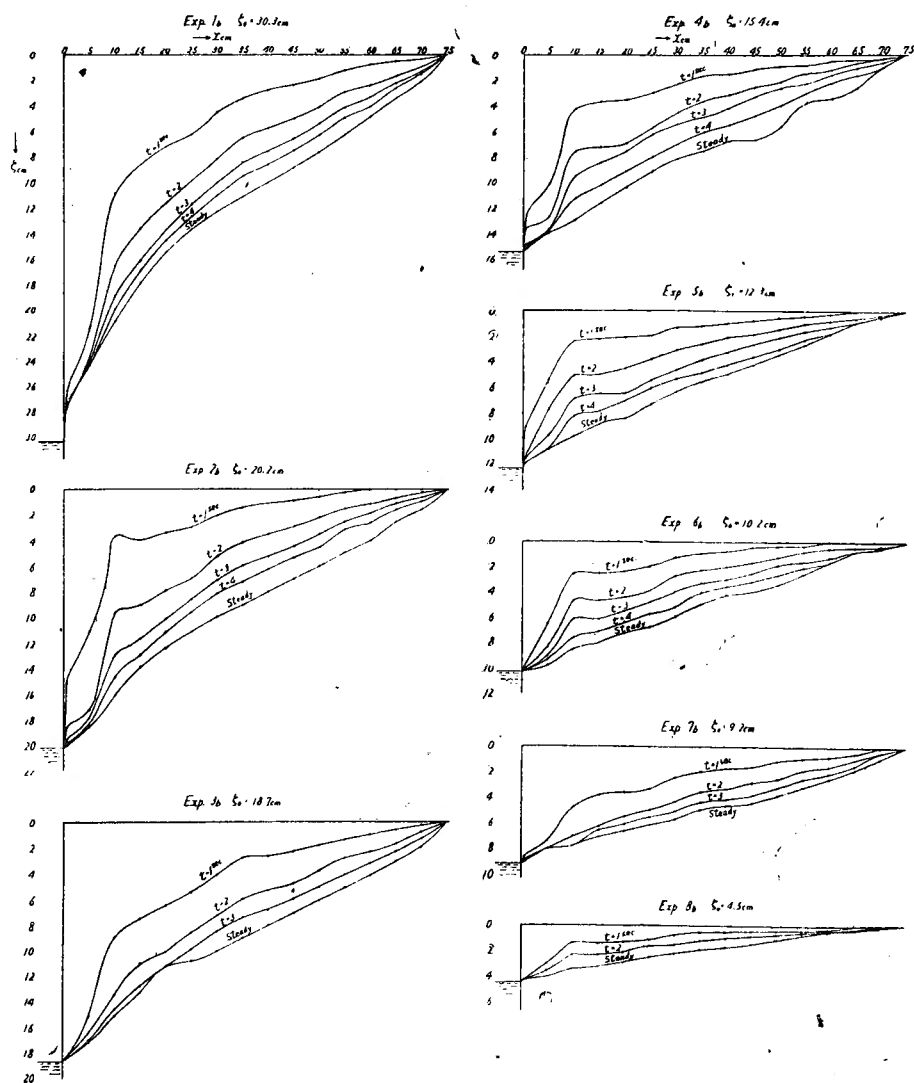 Exp 1b ζ₀=30.3cm
→ x cm
0 5 10 15 20 25 30 35 40 45 50 55 60 65 70 75
0
2
4
6
8
10
12
14
16
18
20
22
24
26
28
30
ζcm
t=1sec
t=2
t=3
t=4
Steady
Exp 2b ζ₀=20.2cm
0
2
4
6
8
10
12
14
16
18
20
t=1sec
t=2
t=3
t=4
Steady
Exp. 3b ζ₀=18.7cm
0
2
4
6
8
10
12
14
16
18
20
t=1sec
t=2
t=3
Steady
Exp 4b ζ₀=15.4cm
→ x cm
0 5 10 15 20 25 30 35 40 45 50 55 60 65 70 75
0
2
4
6
8
10
12
14
16
t=1sec
t=2
t=3
t=4
Steady
Exp 5b
0
2
4
6
8
10
12
14
t=1sec
t=2
t=3
t=4
Steady
Exp 6b ζ₀=10.2cm
0
2
4
6
8
10
12
t=1sec.
t=2
t=3
t=4
Steady
Exp 7b ζ₀=9.2cm
0
2
4
6
8
10
t=1sec
t=2
t=3
Steady
Exp 8b ζ₀=4.5cm
0
2
4
6
t=1sec
t=2
Steady